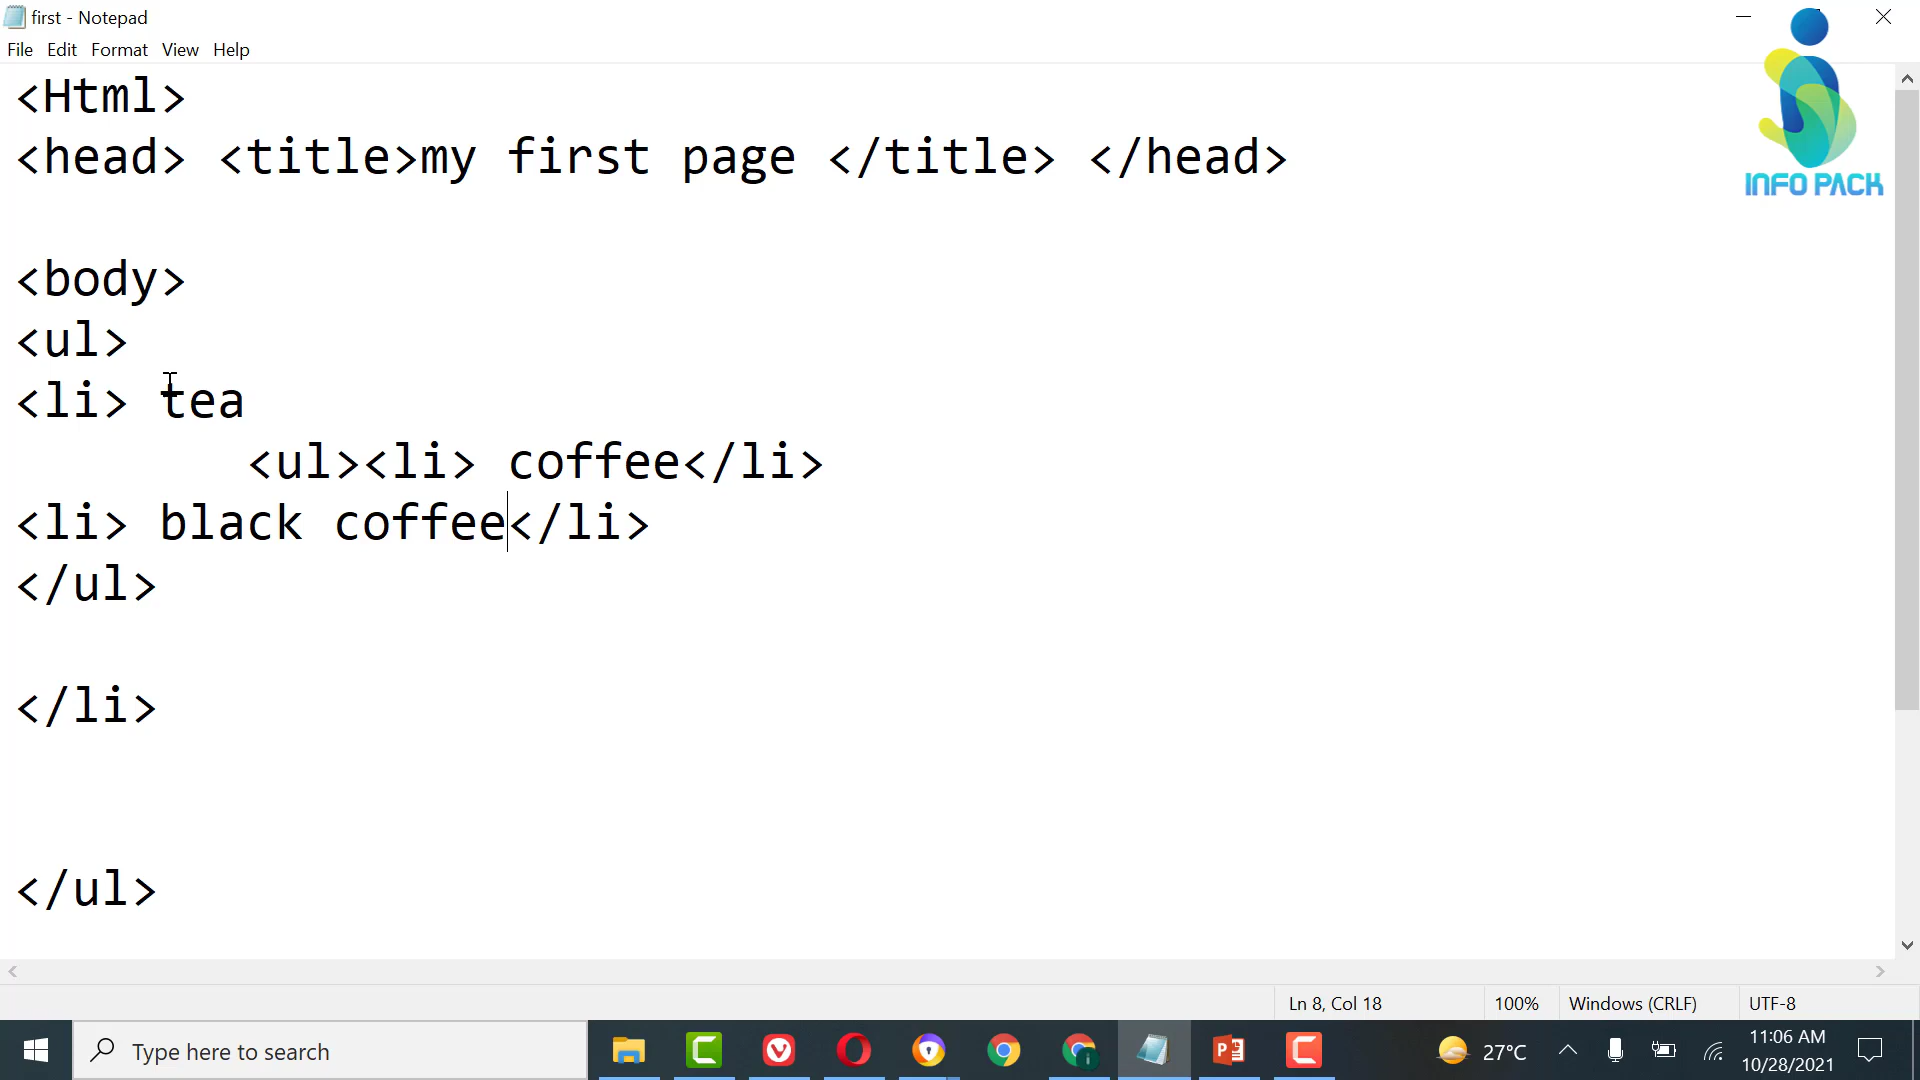 first - Notepad
File Edit Format View Help
<Html>
<head> <title>my first page </title> </head>
INFO PACK
<body>
<ul>
<li> tea
<ul><li> coffee</li>
<li> black coffee</li>
</ul>
</li>
</ul>
Ln 8, Col 18 100% Windows (CRLF) UTF-8
Type here to search
27°C
11:06 AM
10/28/2021